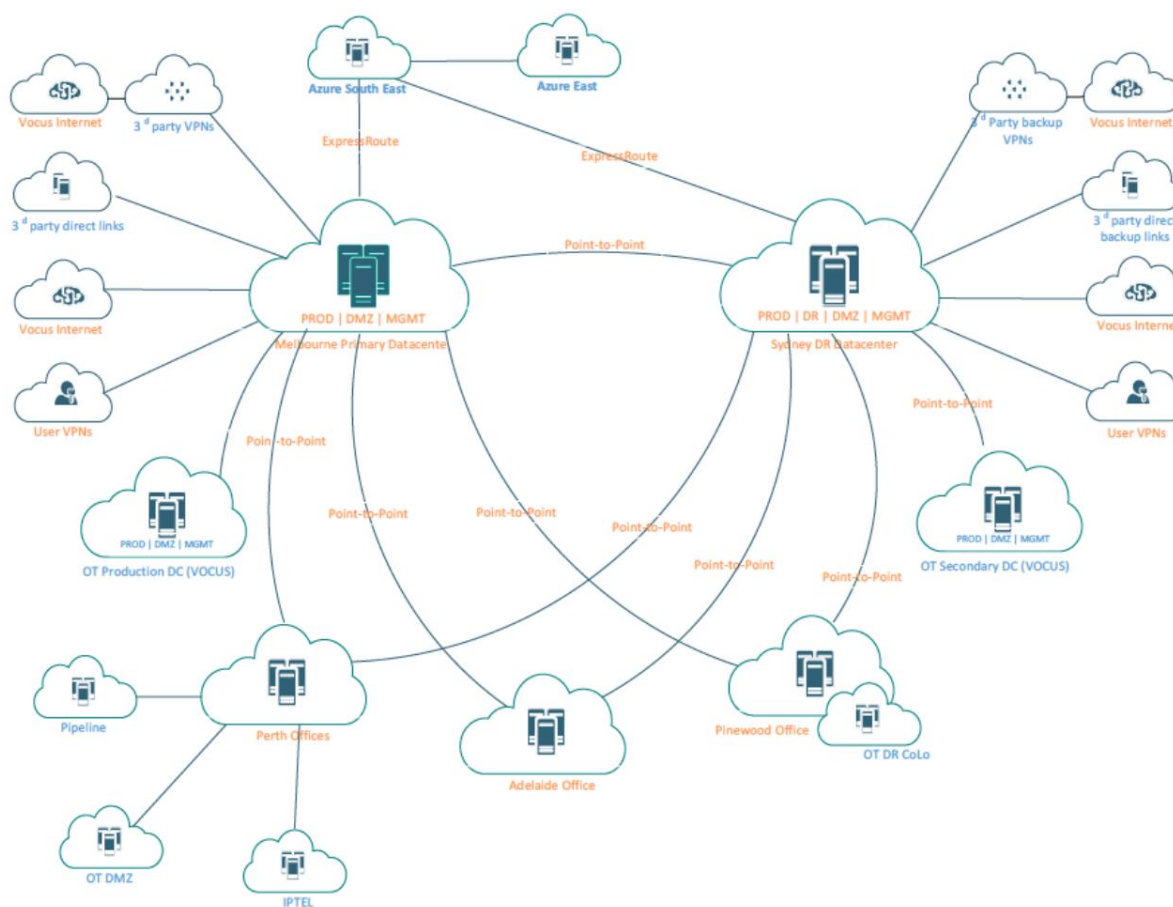 Azure South East
Azure East
Vocus Internet
3 d party VPNs
3 d Party backup
VPNs
Vocus Internet
ExpressRoute
ExpressRoute
3 d party direct links
3 d party direct
backup links
Point-to-Point
PROD | DMZ | MGMT
Melbourne Primary Datacente
PROD | DR | DMZ | MGMT
Sydney DR Datacenter
Vocus Internet
Vocus Internet
User VPNs
User VPNs
Point-to-Point
Point-to-Point
PROD | DMZ | MGMT
OT Production DC (VOCUS)
Point-to-Point
Point-to-Point
Point-to-Point
Point-to-Point
Point-to-Point
PROD | DMZ | MGMT
OT Secondary DC (VOCUS)
Pipeline
Perth Offices
Adelaide Office
Pinewood Office
OT DR CoLo
OT DMZ
IPTEL